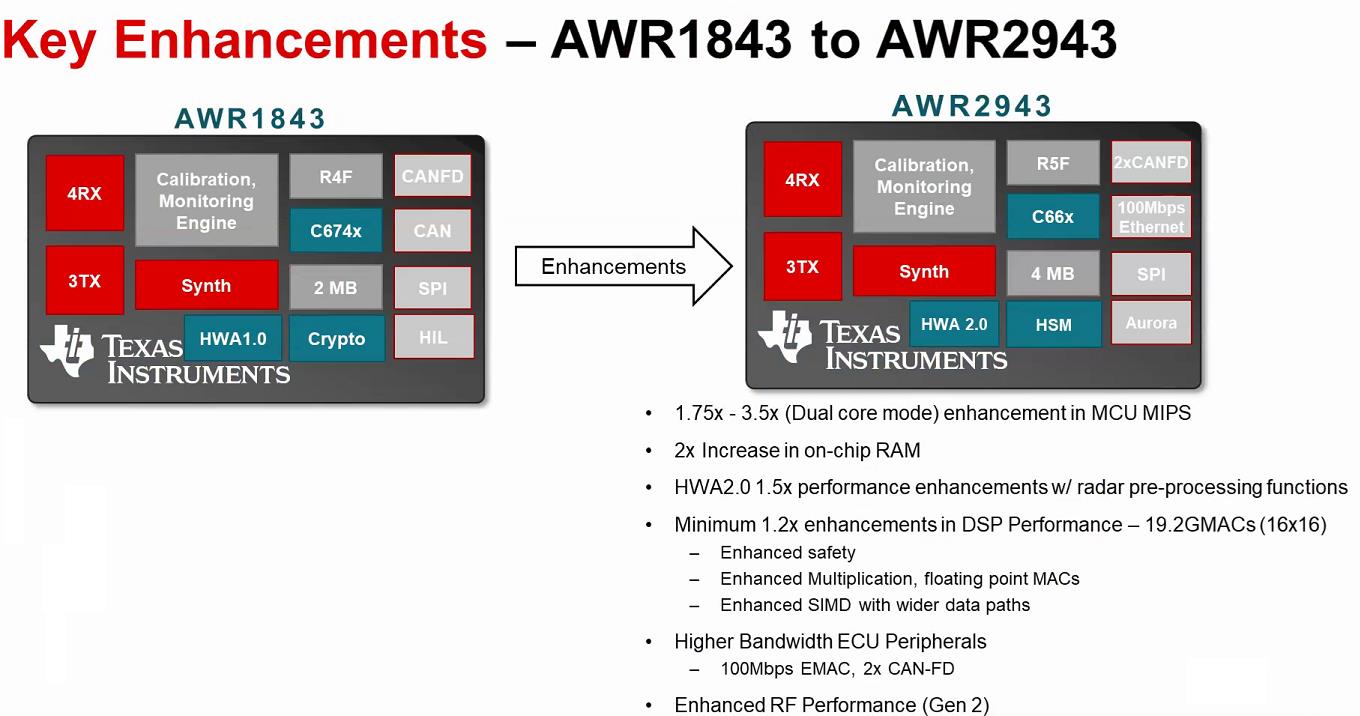 Key Enhancements – AWR1843 to AWR2943
AWR1843
4RX
Calibration,
Monitoring
Engine
R4F
CANFD
C674x
CAN
3TX
Synth
2 MB
SPI
HWA1.0
Crypto
HIL
TEXAS
INSTRUMENTS
Enhancements
AWR2943
4RX
Calibration,
Monitoring
Engine
R5F
2xCANFD
C66x
100Mbps
Ethernet
3TX
Synth
4 MB
SPI
HWA 2.0
HSM
Aurora
TEXAS
INSTRUMENTS
• 1.75x - 3.5x (Dual core mode) enhancement in MCU MIPS
• 2x Increase in on-chip RAM
• HWA2.0 1.5x performance enhancements w/ radar pre-processing functions
• Minimum 1.2x enhancements in DSP Performance – 19.2GMACs (16x16)
– Enhanced safety
– Enhanced Multiplication, floating point MACs
– Enhanced SIMD with wider data paths
• Higher Bandwidth ECU Peripherals
– 100Mbps EMAC, 2x CAN-FD
• Enhanced RF Performance (Gen 2)